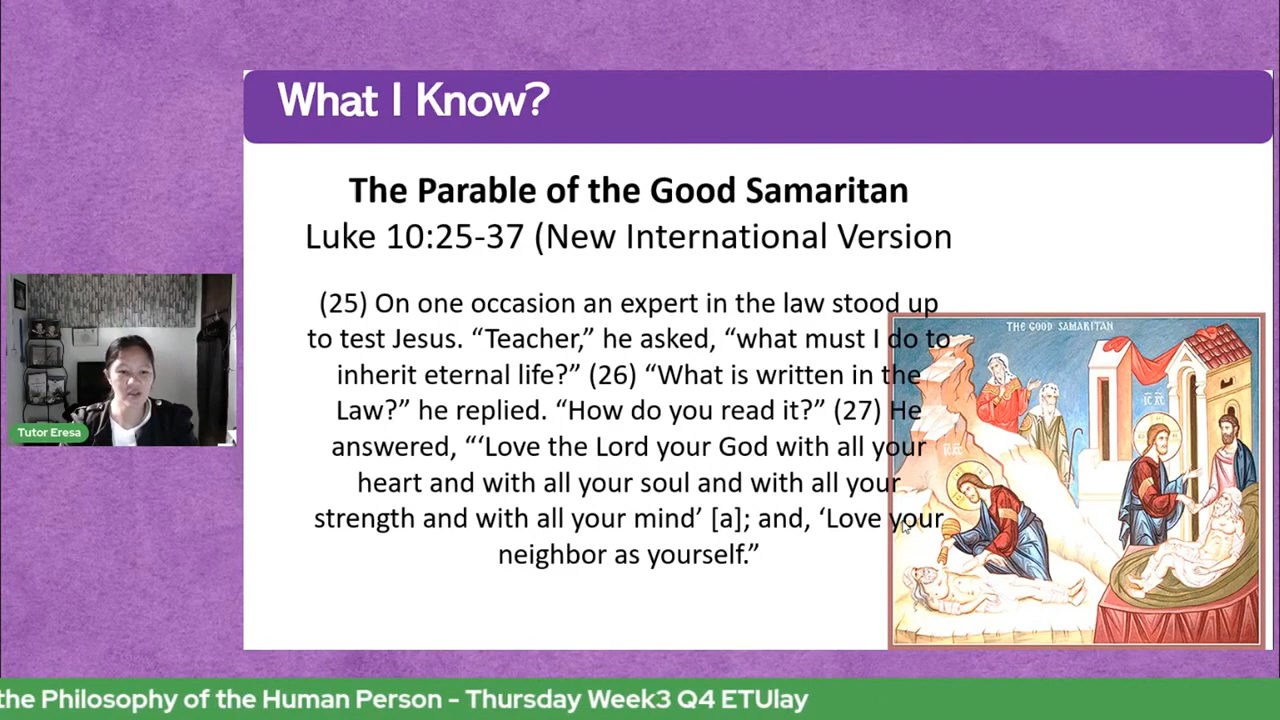 What I Know?
The Parable of the Good Samaritan
Luke 10:25-37 (New International Version
(25) On one occasion an expert in the law stood up
to test Jesus. “Teacher,” he asked, “what must I do to
inherit eternal life?” (26) “What is written in the
Law?” he replied. “How do you read it?” (27) He
answered, “‘Love the Lord your God with all your
heart and with all your soul and with all your
strength and with all your mind’ [a]; and, ‘Love your
neighbor as yourself.”
THE GOOD SAMARITAN
IC XC
IC XC
Tutor Eresa
the Philosophy of the Human Person - Thursday Week3 Q4 ETUlay